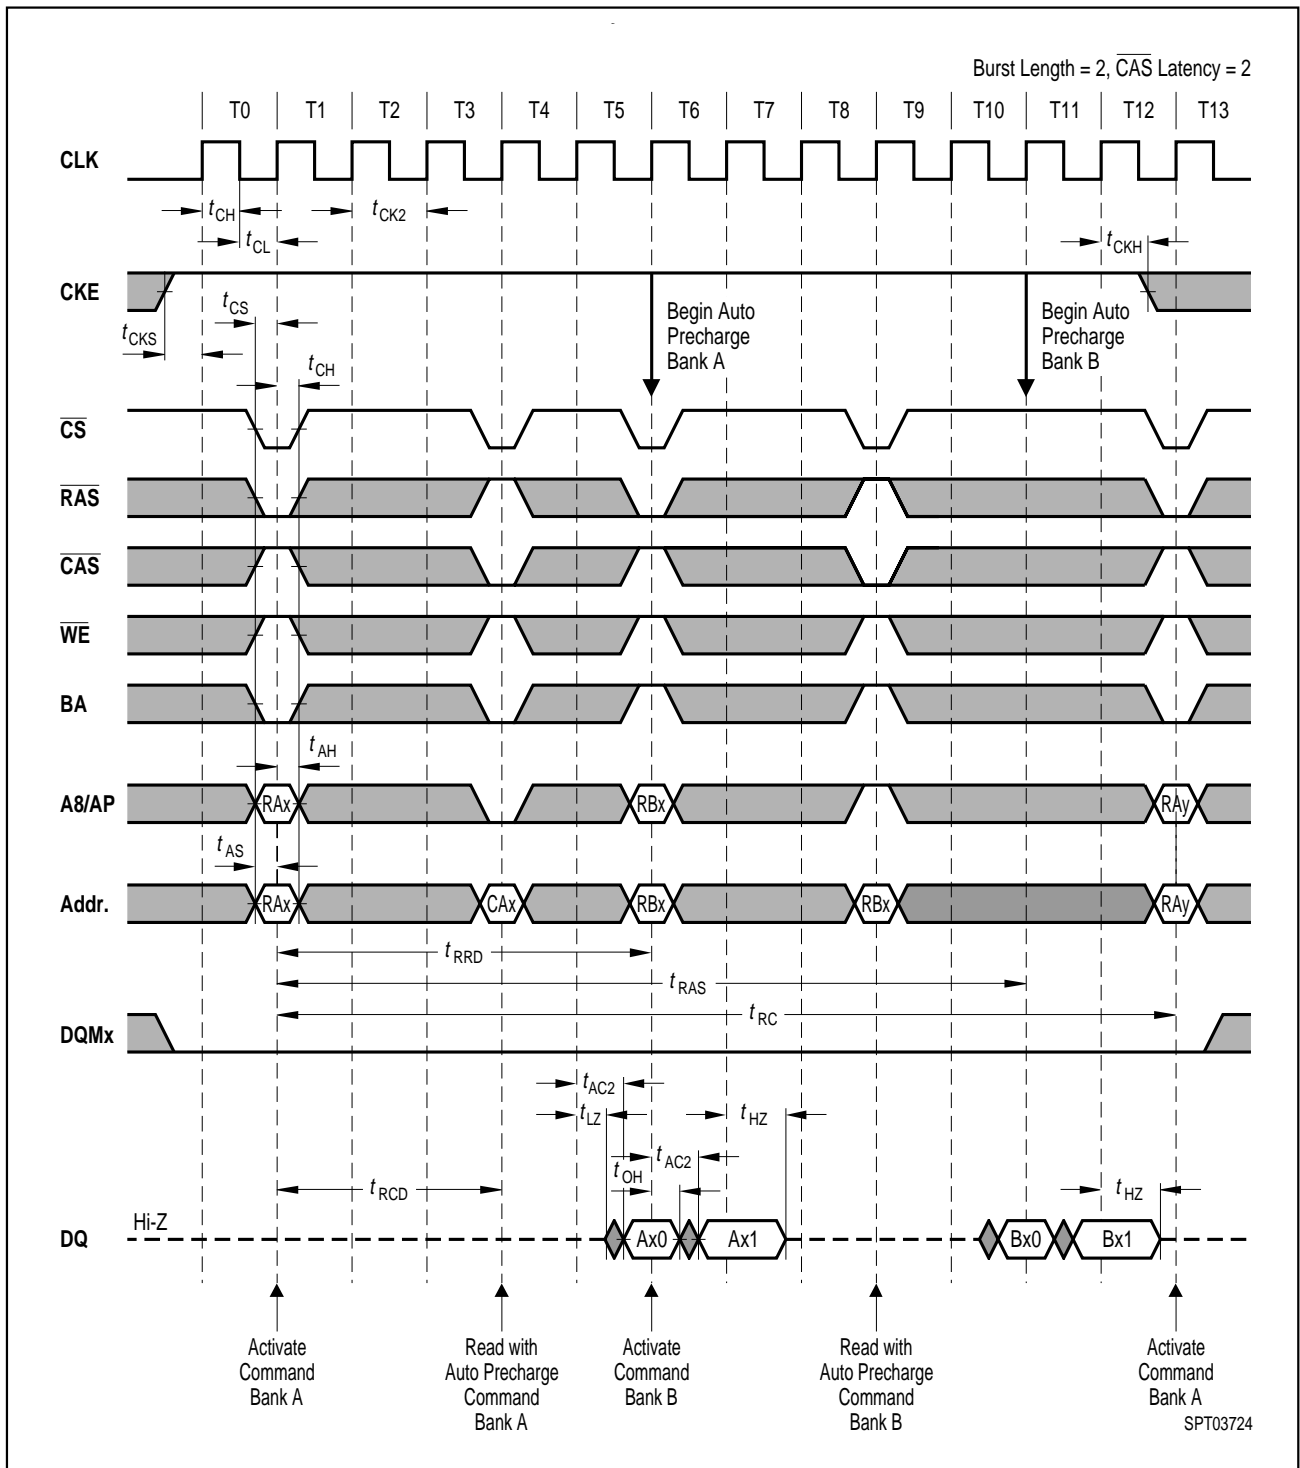 Burst Length = 2, CAS Latency = 2
T0 T1 T2 T3 T4 T5 T6 T7 T8 T9 T10 T11 T12 T13
CLK
tCH
tCK2
tCL
tCKH
CKE
tCS
tCKS
Begin Auto
Precharge
Bank A
Begin Auto
Precharge
Bank B
tCH
CS
RAS
CAS
WE
BA
tAH
A8/AP
RAx RBx RAy
tAS
Addr.
RAx CAx RBx RBx RAy
tRRD
tRAS
tRC
DQMx
tAC2
tLZ
tHZ
tAC2
tOH
tRCD
tHZ
Hi-Z
DQ
Ax0 Ax1 Bx0 Bx1
Activate
Command
Bank A
Read with
Auto Precharge
Command
Bank A
Activate
Command
Bank B
Read with
Auto Precharge
Command
Bank B
Activate
Command
Bank A
SPT03724